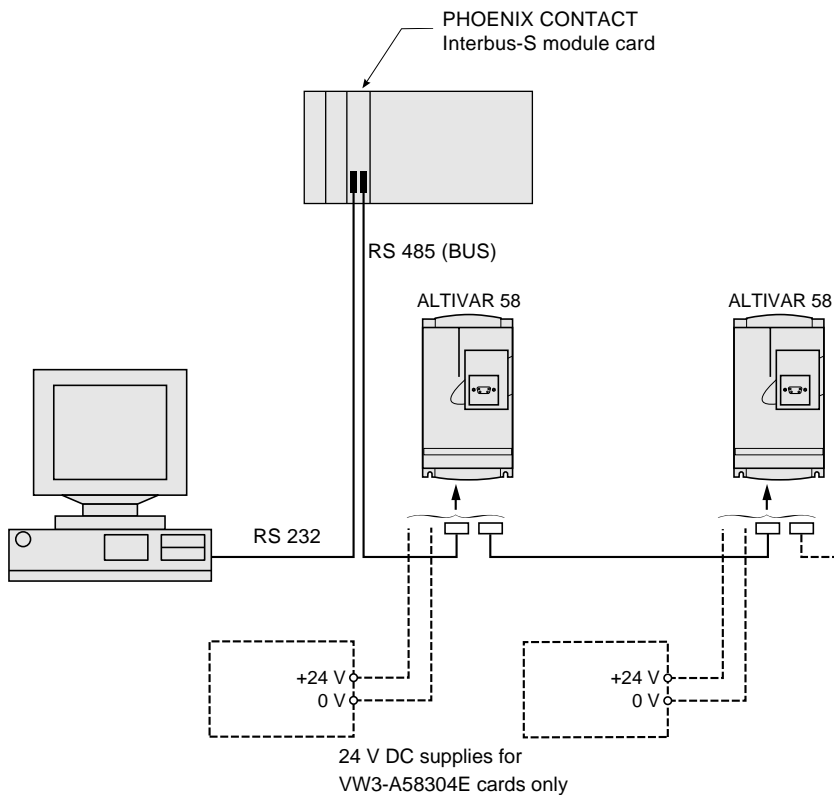 PHOENIX CONTACT
Interbus-S module card
RS 485 (BUS)
ALTIVAR 58
ALTIVAR 58
RS 232
+24 V
0 V
+24 V
0 V
24 V DC supplies for
VW3-A58304E cards only